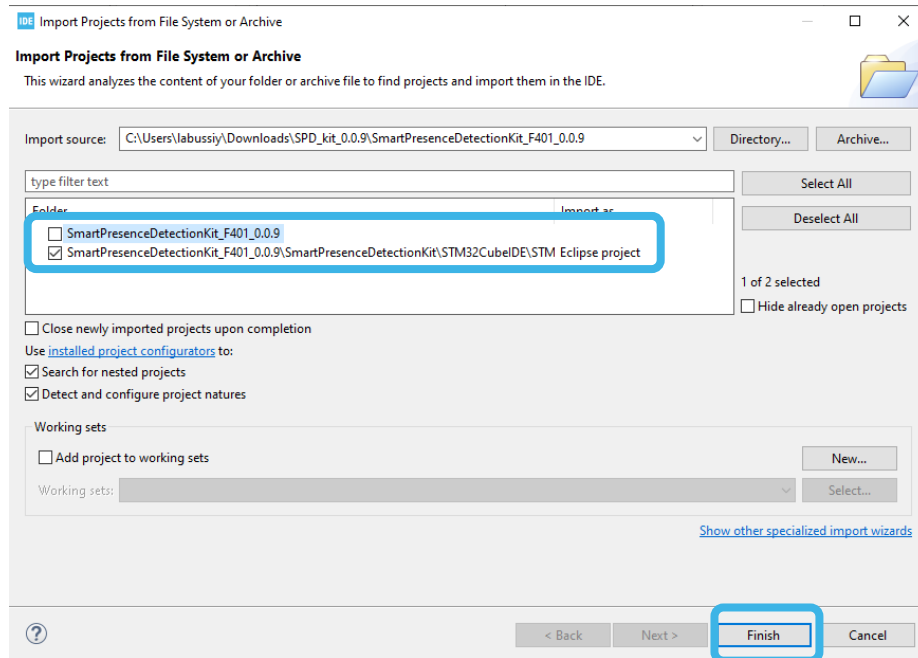 IDE Import Projects from File System or Archive
Import Projects from File System or Archive
This wizard analyzes the content of your folder or archive file to find projects and import them in the IDE.
Import source: C:\Users\labussiy\Downloads\SPD_kit_0.0.9\SmartPresenceDetectionKit_F401_0.0.9 Directory... Archive...
type filter text Select All
Folder Import as
Deselect All
SmartPresenceDetectionKit_F401_0.0.9
SmartPresenceDetectionKit_F401_0.0.9\SmartPresenceDetectionKit\STM32CubeIDE\STM Eclipse project
1 of 2 selected
Hide already open projects
Close newly imported projects upon completion
Use installed project configurators to:
Search for nested projects
Detect and configure project natures
Working sets
Add project to working sets New...
Working sets: Select...
Show other specialized import wizards
? < Back Next > Finish Cancel